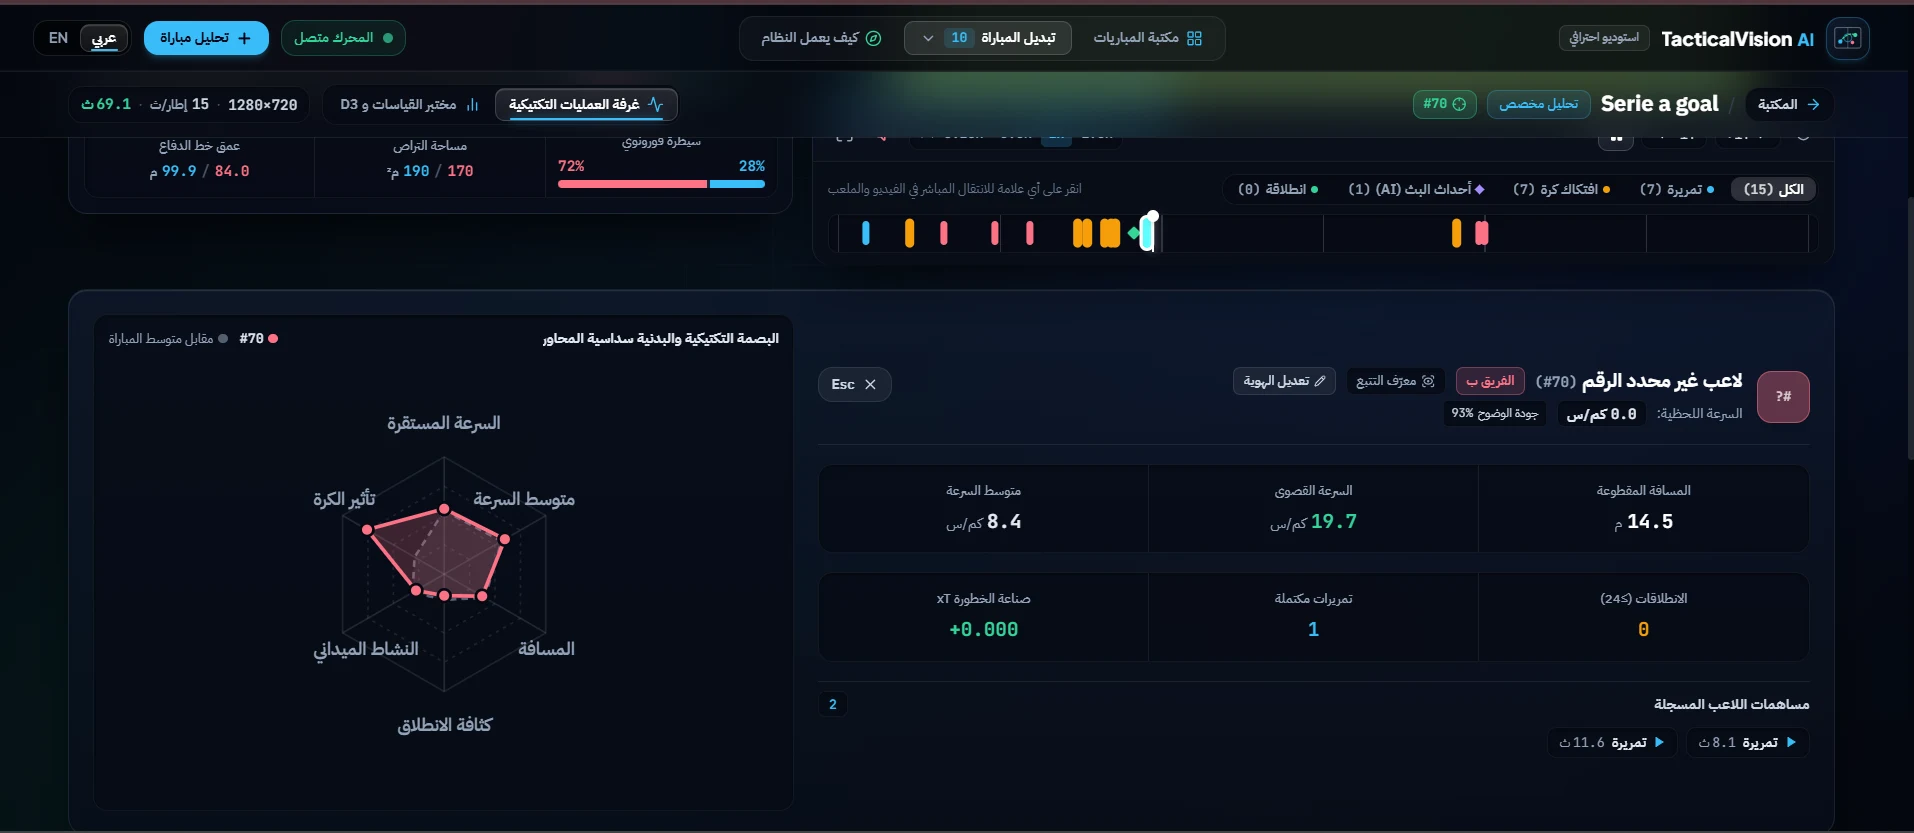 TacticalVision AI
استوديو احترافي
مكتبة المباريات
تبديل المباراة 10
كيف يعمل النظام
المحرك متصل
تحليل مباراة
عربي
EN
المكتبة
/
Serie a goal
تحليل مخصص
#70
غرفة العمليات التكتيكية
مختبر القياسات و D3
1280×720 · 15 إطار/ث · 69.1 ث
سيطرة فورونوي
28%
72%
مساحة التراص
170 / 190 م²
عمق خط الدفاع
84.0 / 99.9 م
الكل (15)
تمريرة (7)
افتكاك كرة (7)
أحداث البث (AI) (1)
انطلاقة (0)
انقر على أي علامة للانتقال المباشر في الفيديو والملعب
#?
لاعب غير محدد الرقم (#70)
الفريق ب
معرّف التتبع
تعديل الهوية
السرعة اللحظية: 0.0 كم/س
جودة الوضوح 93%
Esc
المسافة المقطوعة
14.5 م
السرعة القصوى
19.7 كم/س
متوسط السرعة
8.4 كم/س
الانطلاقات (≥24)
0
تمريرات مكتملة
1
صناعة الخطورة xT
+0.000
مساهمات اللاعب المسجلة
2
تمريرة 8.1 ث
تمريرة 11.6 ث
البصمة التكتيكية والبدنية سداسية المحاور
#70
مقابل متوسط المباراة
السرعة المستقرة
متوسط السرعة
تأثير الكرة
المسافة
النشاط الميداني
كثافة الانطلاق